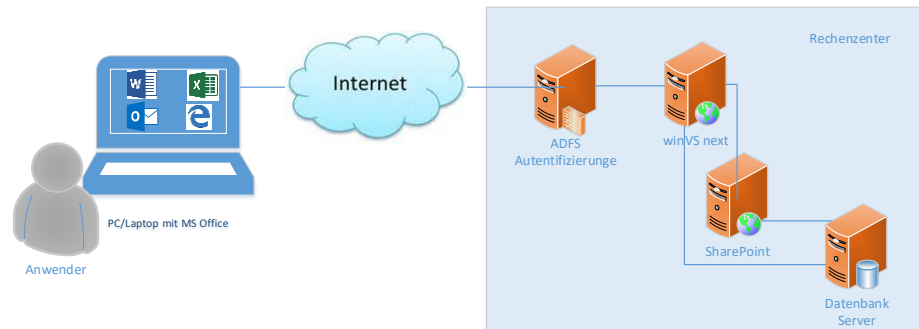 Rechenzenter
Internet
W
X
O
ADFS
Autentifizierunge
winVS next
PC/Laptop mit MS Office
SharePoint
Anwender
Datenbank
Server